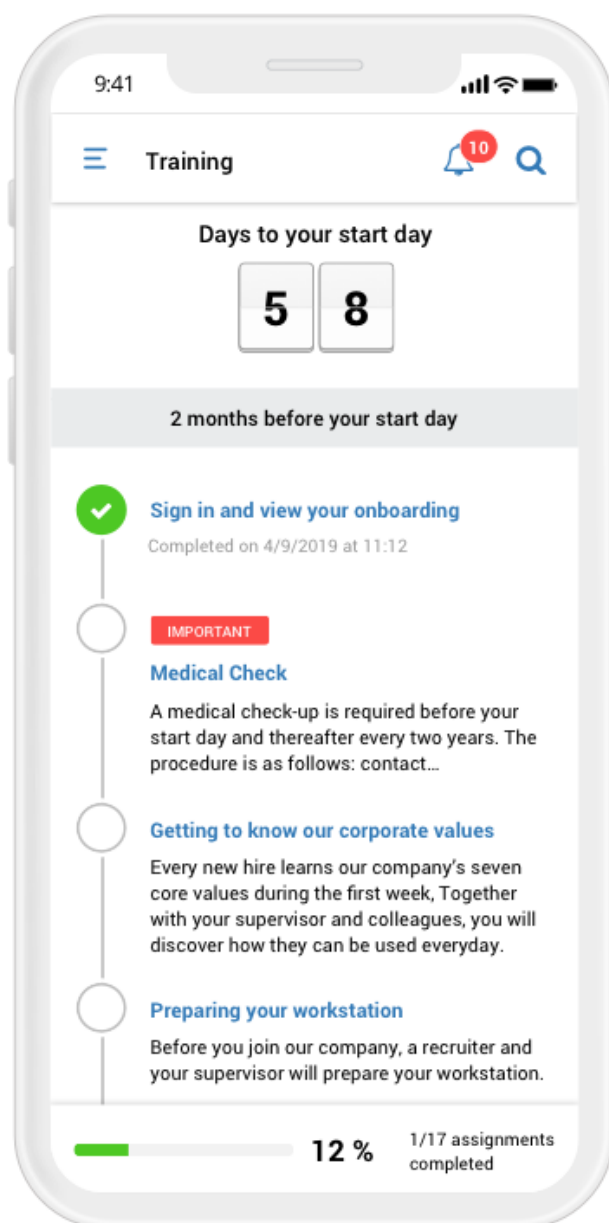 9:41
Training
10
Days to your start day
5 8
2 months before your start day
Sign in and view your onboarding
Completed on 4/9/2019 at 11:12
IMPORTANT
Medical Check
A medical check-up is required before your
start day and thereafter every two years. The
procedure is as follows: contact...
Getting to know our corporate values
Every new hire learns our company's seven
core values during the first week, Together
with your supervisor and colleagues, you will
discover how they can be used everyday.
Preparing your workstation
Before you join our company, a recruiter and
your supervisor will prepare your workstation.
12 %
1/17 assignments
completed